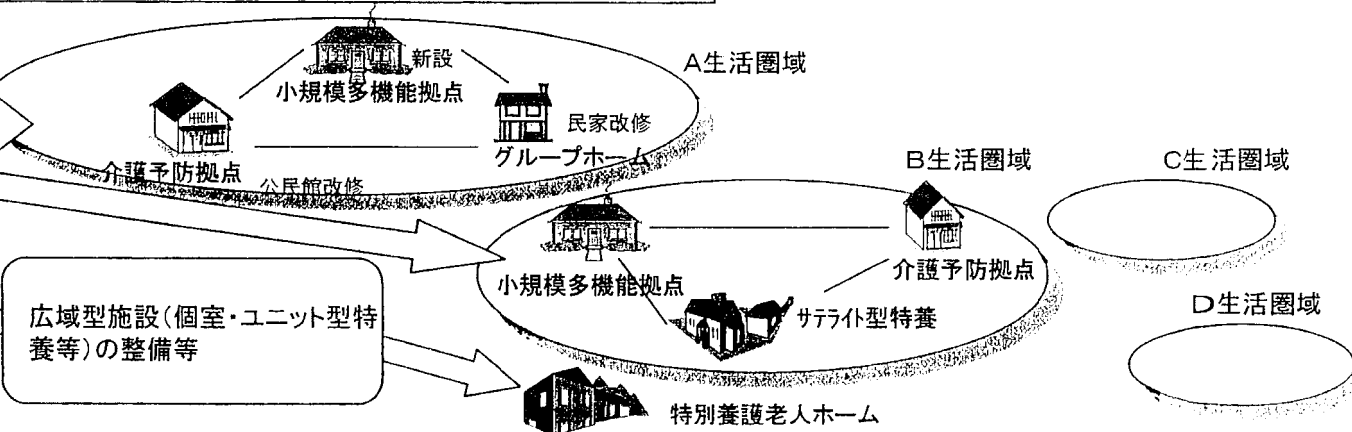 新設
小規模多機能拠点
A生活圏域
民家改修
グループホーム
介護予防拠点
公民館改修
B生活圏域
C生活圏域
小規模多機能拠点
介護予防拠点
サテライト型特養
D生活圏域
広域型施設(個室・ユニット型特
養等)の整備等
特別養護老人ホーム